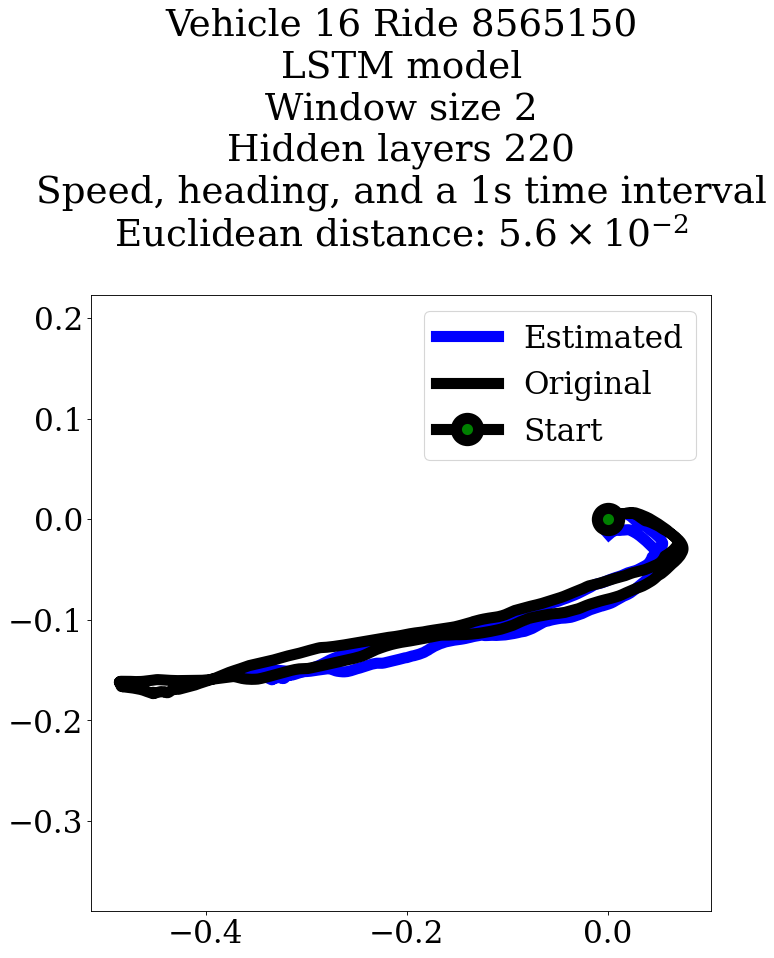 Vehicle 16 Ride 8565150
LSTM model
Window size 2
Hidden layers 220
Speed, heading, and a 1s time interval
Euclidean distance: 5.6 × 10⁻²
Estimated
Original
Start
0.2
0.1
0.0
−0.1
−0.2
−0.3
−0.4
−0.2
0.0